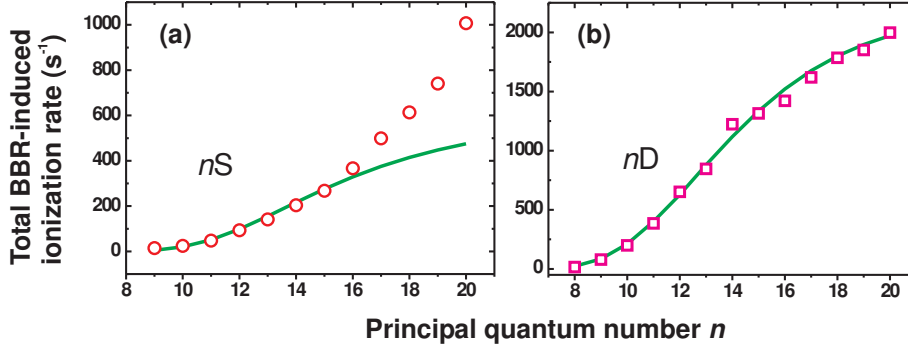 Total BBR-induced
ionization rate (s⁻¹)
(a)
nS
1000
800
600
400
200
0
8 10 12 14 16 18 20
(b)
nD
2000
1500
1000
500
0
8 10 12 14 16 18 20
Principal quantum number n